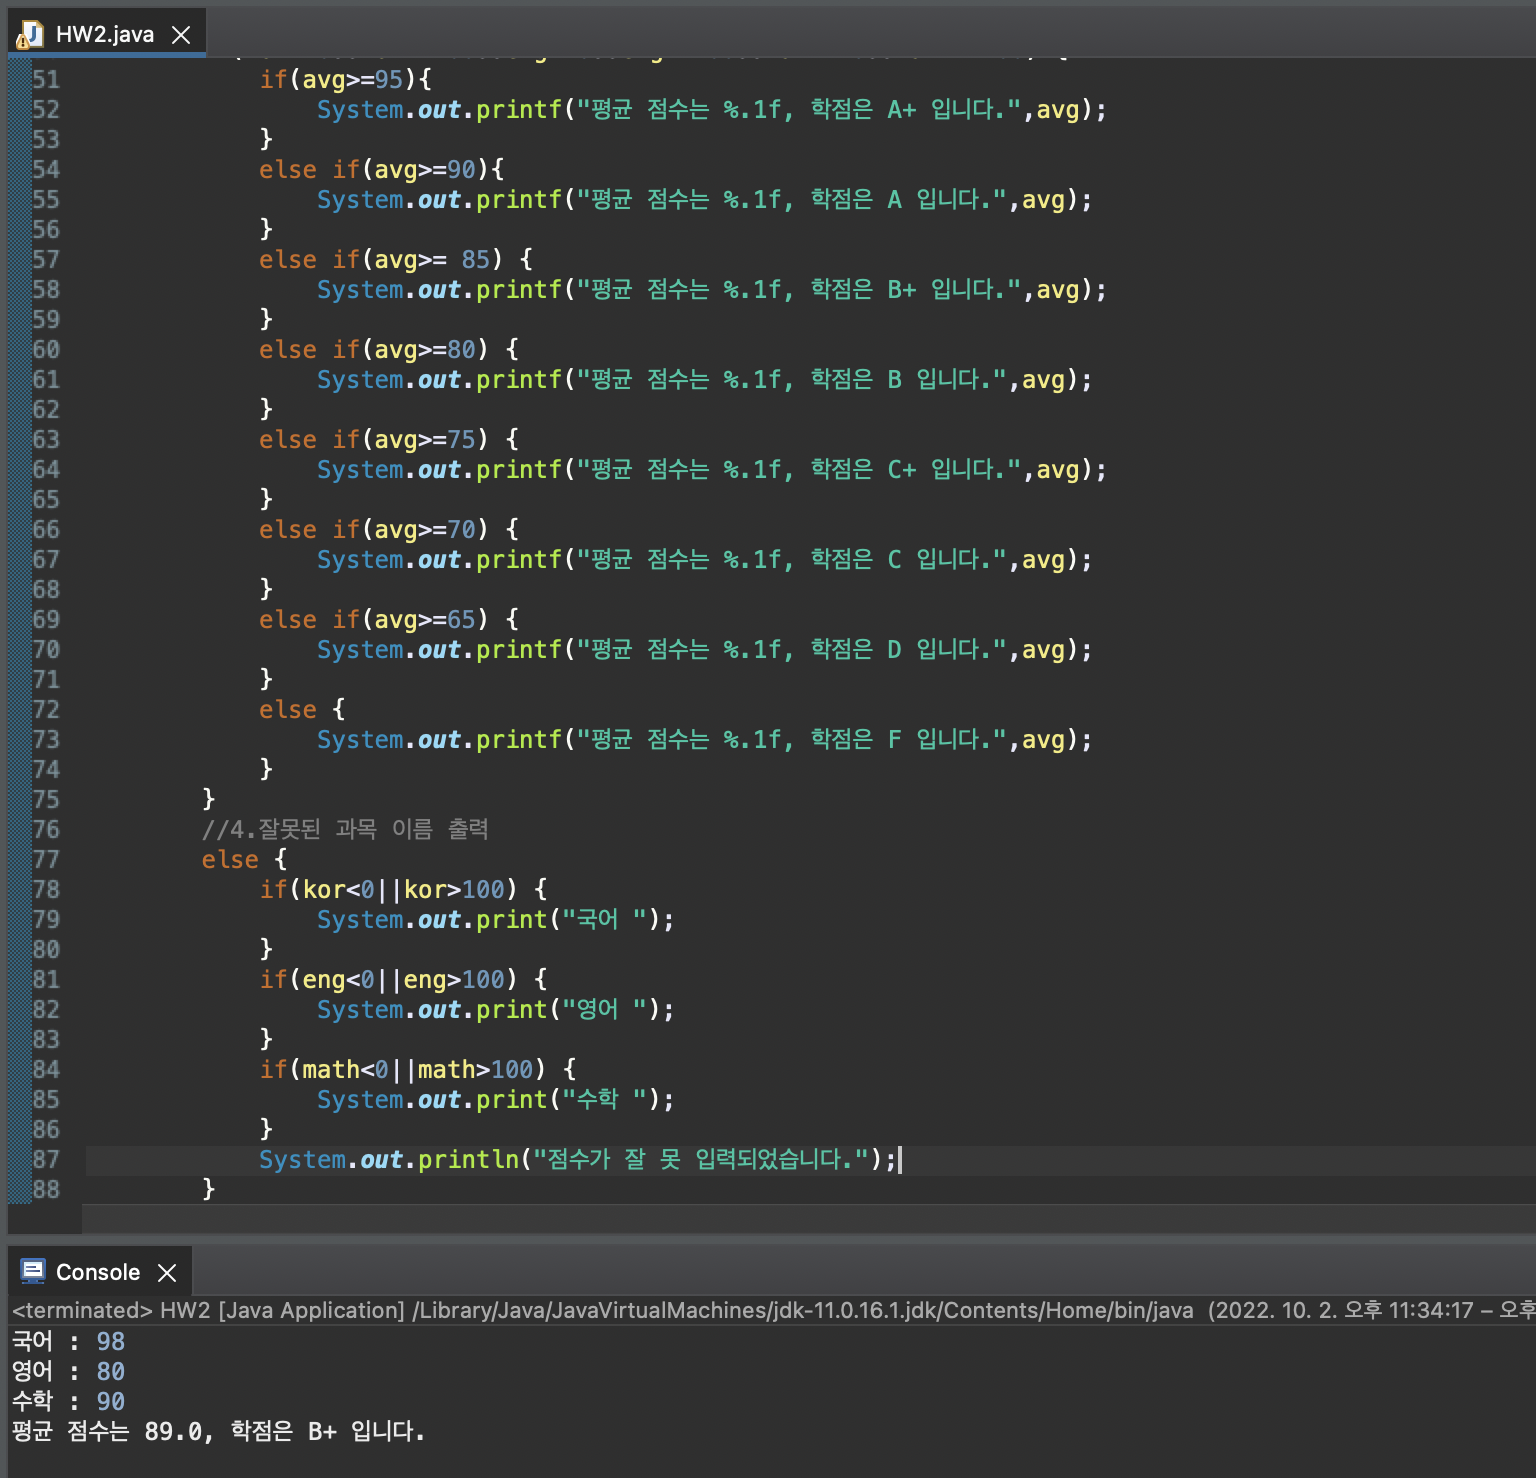 HW2.java
51 if(avg>=95){
52 System.out.printf("평균 점수는 %.1f, 학점은 A+ 입니다.",avg);
53 }
54 else if(avg>=90){
55 System.out.printf("평균 점수는 %.1f, 학점은 A 입니다.",avg);
56 }
57 else if(avg>= 85) {
58 System.out.printf("평균 점수는 %.1f, 학점은 B+ 입니다.",avg);
59 }
60 else if(avg>=80) {
61 System.out.printf("평균 점수는 %.1f, 학점은 B 입니다.",avg);
62 }
63 else if(avg>=75) {
64 System.out.printf("평균 점수는 %.1f, 학점은 C+ 입니다.",avg);
65 }
66 else if(avg>=70) {
67 System.out.printf("평균 점수는 %.1f, 학점은 C 입니다.",avg);
68 }
69 else if(avg>=65) {
70 System.out.printf("평균 점수는 %.1f, 학점은 D 입니다.",avg);
71 }
72 else {
73 System.out.printf("평균 점수는 %.1f, 학점은 F 입니다.",avg);
74 }
75 }
76 //4.잘못된 과목 이름 출력
77 else {
78 if(kor<0||kor>100) {
79 System.out.print("국어 ");
80 }
81 if(eng<0||eng>100) {
82 System.out.print("영어 ");
83 }
84 if(math<0||math>100) {
85 System.out.print("수학 ");
86 }
87 System.out.println("점수가 잘 못 입력되었습니다.");
88 }
Console
<terminated> HW2 [Java Application] /Library/Java/JavaVirtualMachines/jdk-11.0.16.1.jdk/Contents/Home/bin/java (2022. 10. 2. 오후 11:34:17 – 오후
국어 : 98
영어 : 80
수학 : 90
평균 점수는 89.0, 학점은 B+ 입니다.